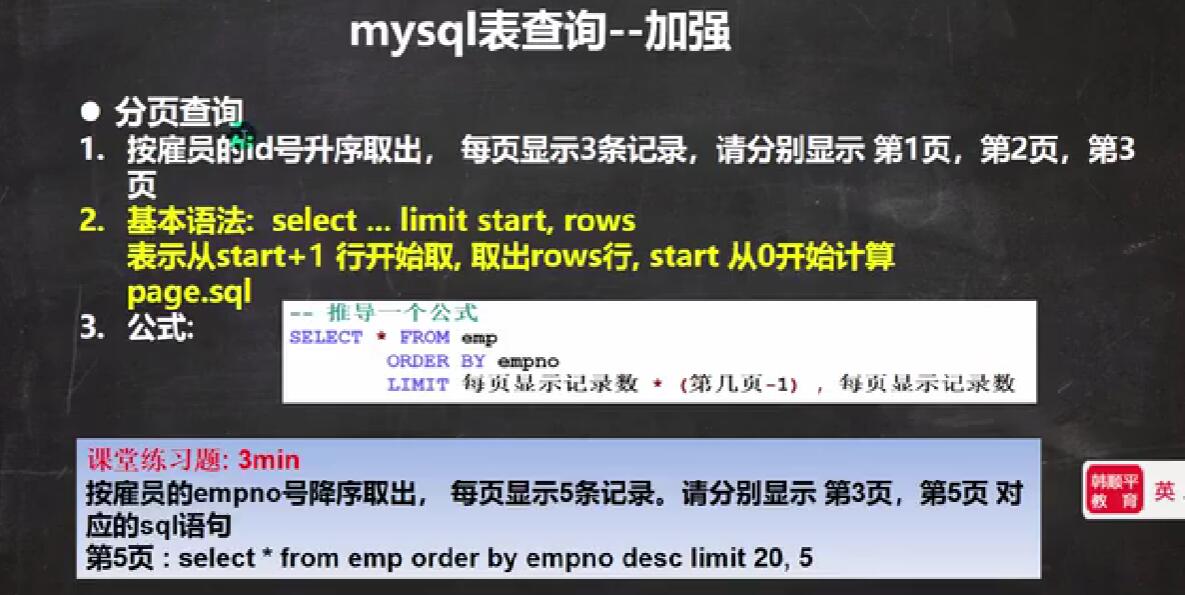 mysql表查询--加强
● 分页查询
1. 按雇员的id号升序取出， 每页显示3条记录，请分别显示 第1页，第2页，第3
页
2. 基本语法: select ... limit start, rows
表示从start+1 行开始取, 取出rows行, start 从0开始计算
page.sql
3. 公式:
-- 推导一个公式
SELECT * FROM emp
ORDER BY empno
LIMIT 每页显示记录数 * (第几页-1) , 每页显示记录数
课堂练习题: 3min
按雇员的empno号降序取出， 每页显示5条记录。请分别显示 第3页，第5页 对
应的sql语句
第5页 : select * from emp order by empno desc limit 20, 5
韩顺平
教 育
英